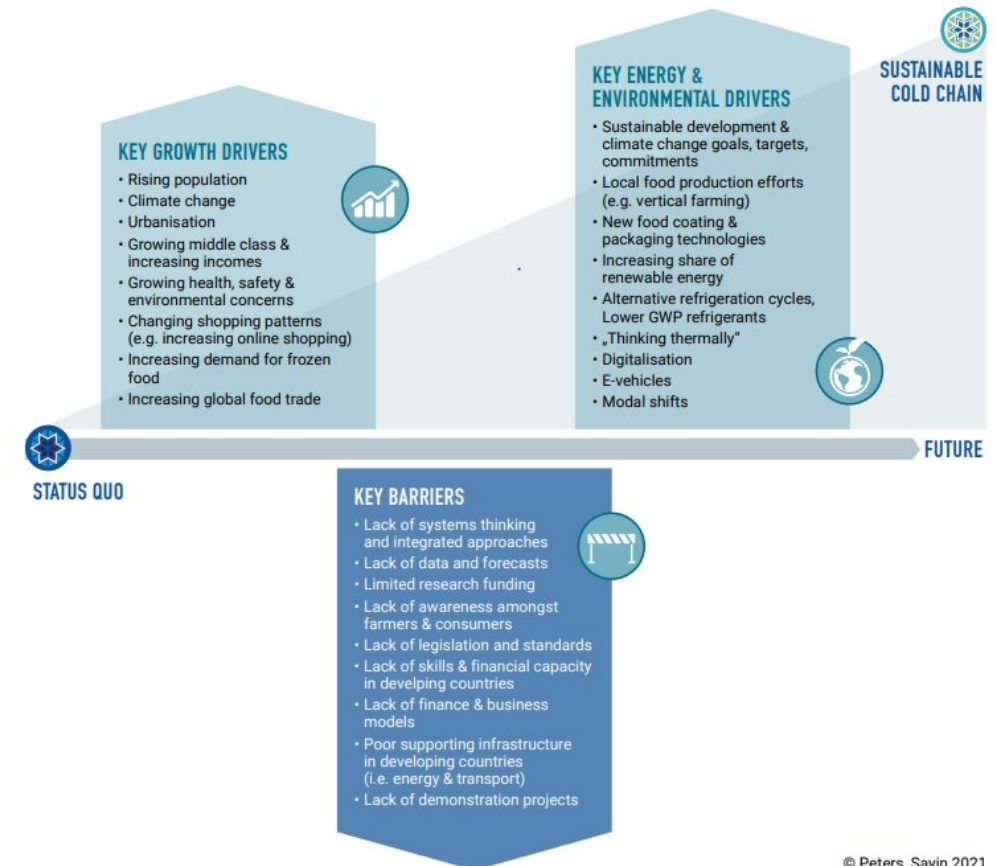 KEY GROWTH DRIVERS
• Rising population
• Climate change
• Urbanisation
• Growing middle class &
increasing incomes
• Growing health, safety &
environmental concerns
• Changing shopping patterns
(e.g. increasing online shopping)
• Increasing demand for frozen
food
• Increasing global food trade
KEY ENERGY &
ENVIRONMENTAL DRIVERS
• Sustainable development &
climate change goals, targets,
commitments
• Local food production efforts
(e.g. vertical farming)
• New food coating &
packaging technologies
• Increasing share of
renewable energy
• Alternative refrigeration cycles,
Lower GWP refrigerants
• „Thinking thermally“
• Digitalisation
• E-vehicles
• Modal shifts
SUSTAINABLE
COLD CHAIN
STATUS QUO
FUTURE
KEY BARRIERS
• Lack of systems thinking
and integrated approaches
• Lack of data and forecasts
• Limited research funding
• Lack of awareness amongst
farmers & consumers
• Lack of legislation and standards
• Lack of skills & financial capacity
in develping countries
• Lack of finance & business
models
• Poor supporting infrastructure
in developing countries
(i.e. energy & transport)
• Lack of demonstration projects
© Peters, Sayin 2021